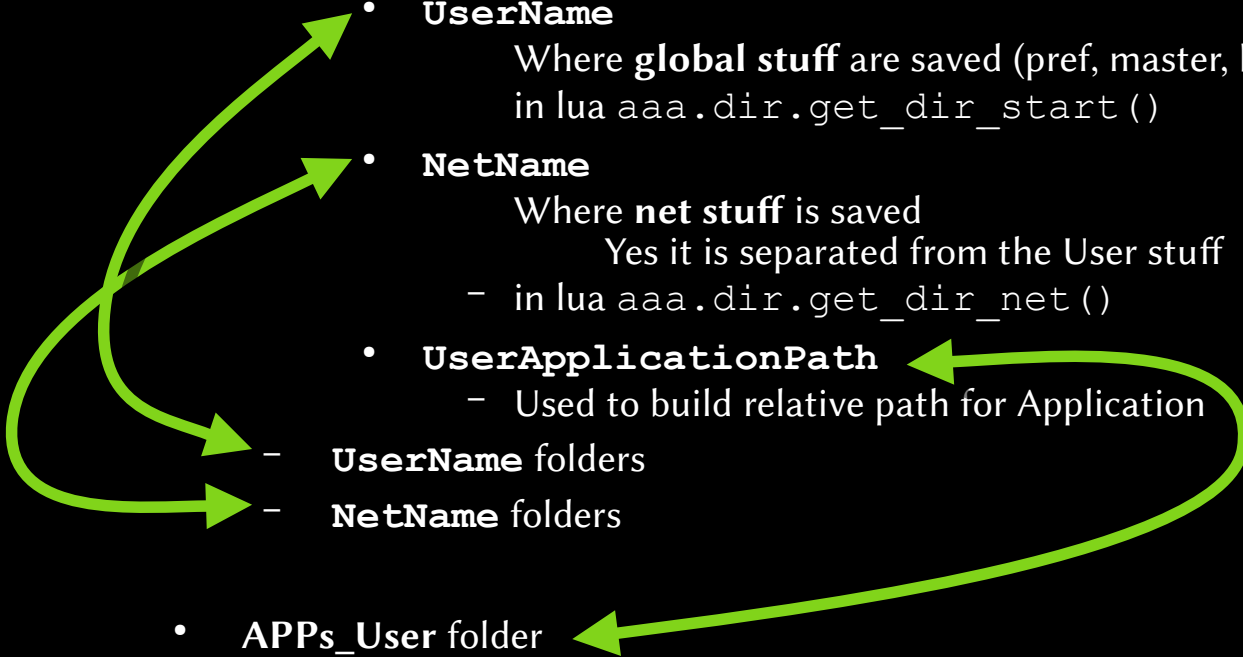 • UserName
Where global stuff are saved (pref, master,
in lua aaa.dir.get_dir_start()
• NetName
Where net stuff is saved
Yes it is separated from the User stuff
– in lua aaa.dir.get_dir_net()
• UserApplicationPath
– Used to build relative path for Application
– UserName folders
– NetName folders
• APPs_User folder